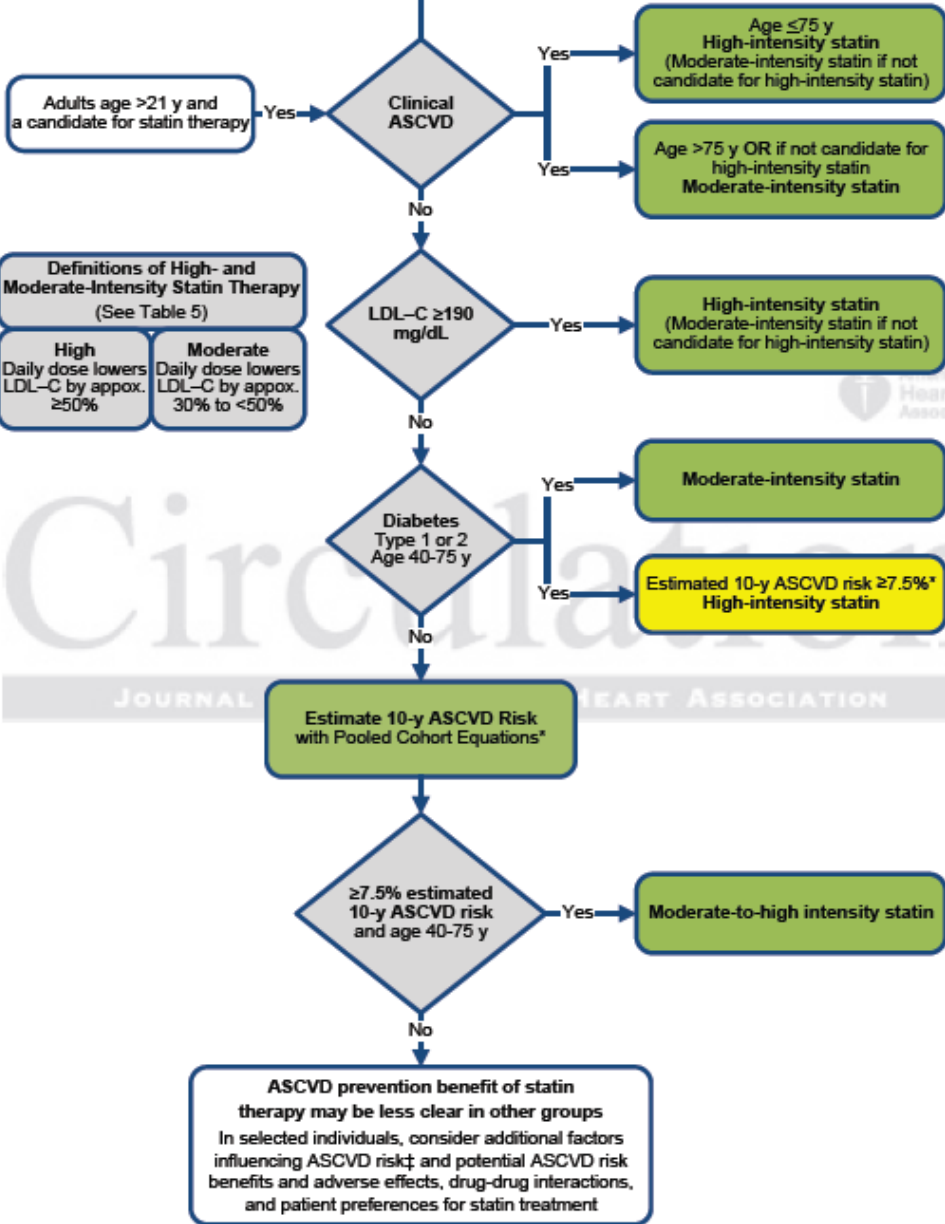 Age ≤75 y
High-intensity statin
(Moderate-intensity statin if not
candidate for high-intensity statin)
Yes
Adults age >21 y and
a candidate for statin therapy
Yes
Clinical
ASCVD
Yes
Age >75 y OR if not candidate for
high-intensity statin
Moderate-intensity statin
No
Definitions of High- and
Moderate-Intensity Statin Therapy
(See Table 5)
High
Daily dose lowers
LDL–C by appox.
≥50%
Moderate
Daily dose lowers
LDL–C by appox.
30% to <50%
LDL–C ≥190
mg/dL
Yes
High-intensity statin
(Moderate-intensity statin if not
candidate for high-intensity statin)
Heart
No
Diabetes
Type 1 or 2
Age 40-75 y
Yes
Moderate-intensity statin
Yes
Estimated 10-y ASCVD risk ≥7.5%*
High-intensity statin
Circulation
No
JOURNAL HEART ASSOCIATION
Estimate 10-y ASCVD Risk
with Pooled Cohort Equations*
≥7.5% estimated
10-y ASCVD risk
and age 40-75 y
Yes
Moderate-to-high intensity statin
No
ASCVD prevention benefit of statin
therapy may be less clear in other groups
In selected individuals, consider additional factors
influencing ASCVD risk‡ and potential ASCVD risk
benefits and adverse effects, drug-drug interactions,
and patient preferences for statin treatment